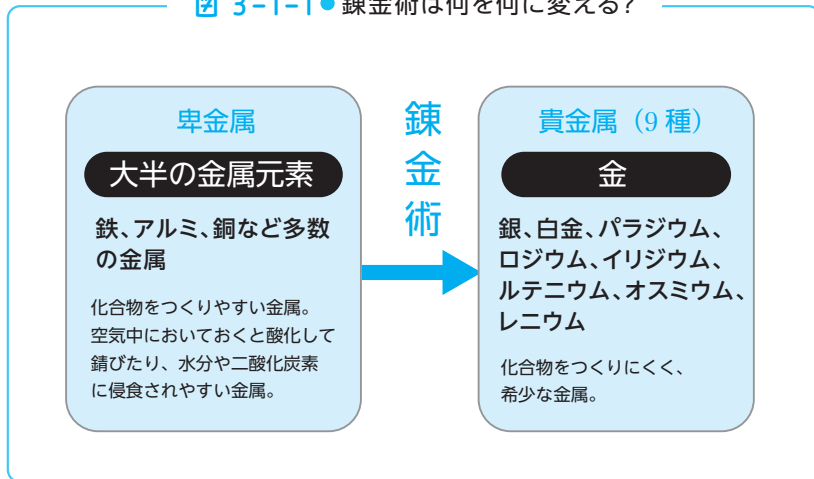 図 3-1-1●錬金術は何を何に変える?
卑金属
大半の金属元素
鉄、アルミ、銅など多数
の金属
化合物をつくりやすい金属。
空気中においておくと酸化して
錆びたり、水分や二酸化炭素
に侵食されやすい金属。
錬金術
貴金属(9種)
金
銀、白金、パラジウム、
ロジウム、イリジウム、
ルテニウム、オスミウム、
レニウム
化合物をつくりにくく、
希少な金属。